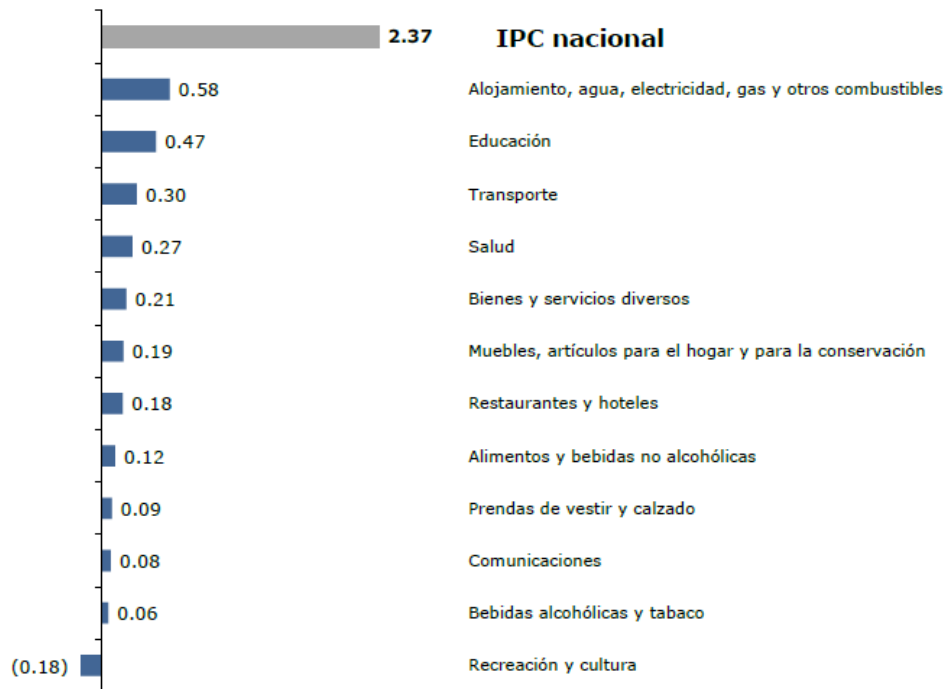 2.37 IPC nacional
0.58 Alojamiento, agua, electricidad, gas y otros combustibles
0.47 Educación
0.30 Transporte
0.27 Salud
0.21 Bienes y servicios diversos
0.19 Muebles, artículos para el hogar y para la conservación
0.18 Restaurantes y hoteles
0.12 Alimentos y bebidas no alcohólicas
0.09 Prendas de vestir y calzado
0.08 Comunicaciones
0.06 Bebidas alcohólicas y tabaco
(0.18) Recreación y cultura